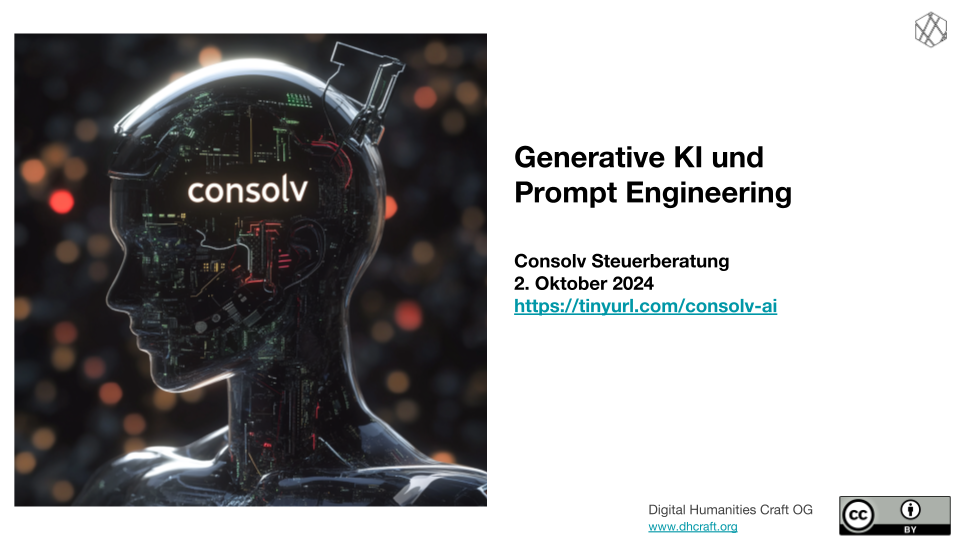 consolv
Generative KI und
Prompt Engineering
Consolv Steuerberatung
2. Oktober 2024
https://tinyurl.com/consolv-ai
Digital Humanities Craft OG
www.dhcraft.org
CC
BY